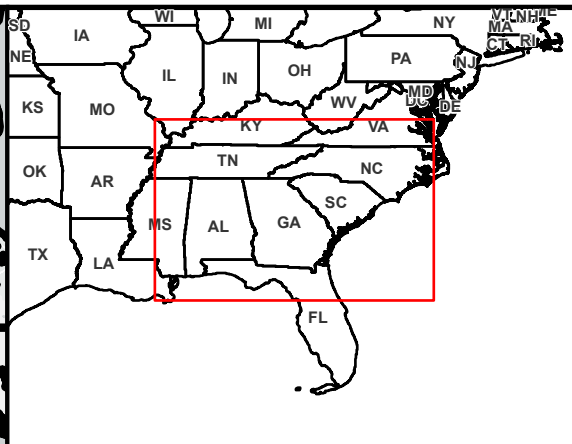 SD
WI
MI
NY
VT
NH
ME
MA
IA
CT
RI
NE
IL
IN
OH
PA
NJ
KS
MO
WV
MD
DC
DE
KY
VA
OK
AR
TN
NC
SC
MS
AL
GA
TX
LA
FL